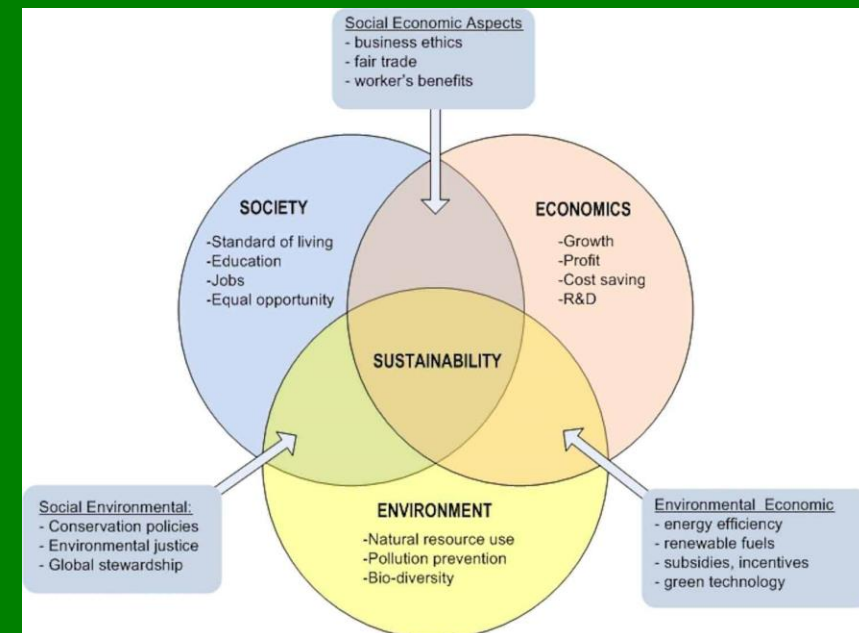 Social Economic Aspects
- business ethics
- fair trade
- worker's benefits
SOCIETY
-Standard of living
-Education
-Jobs
-Equal opportunity
ECONOMICS
-Growth
-Profit
-Cost saving
-R&D
SUSTAINABILITY
Social Environmental:
- Conservation policies
- Environmental justice
- Global stewardship
ENVIRONMENT
-Natural resource use
-Pollution prevention
-Bio-diversity
Environmental Economic
- energy efficiency
- renewable fuels
- subsidies, incentives
- green technology